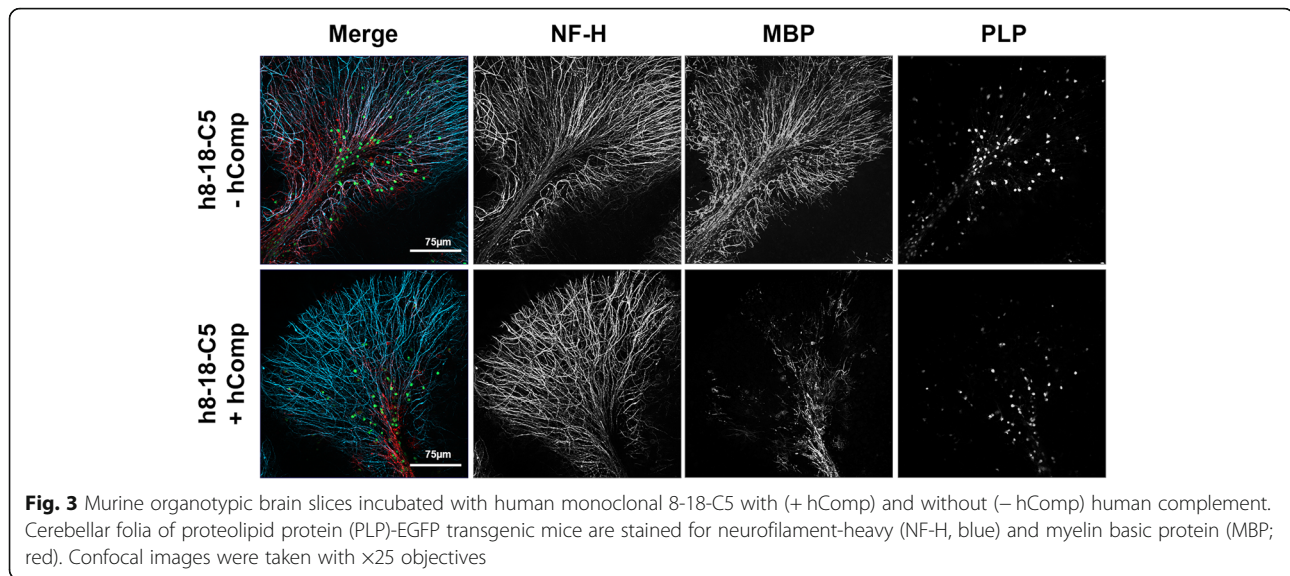 Merge NF-H MBP PLP
h8-18-C5
- hComp
75µm
h8-18-C5
+ hComp
75µm
Fig. 3 Murine organotypic brain slices incubated with human monoclonal 8-18-C5 with (+ hComp) and without (− hComp) human complement.
Cerebellar folia of proteolipid protein (PLP)-EGFP transgenic mice are stained for neurofilament-heavy (NF-H, blue) and myelin basic protein (MBP;
red). Confocal images were taken with ×25 objectives